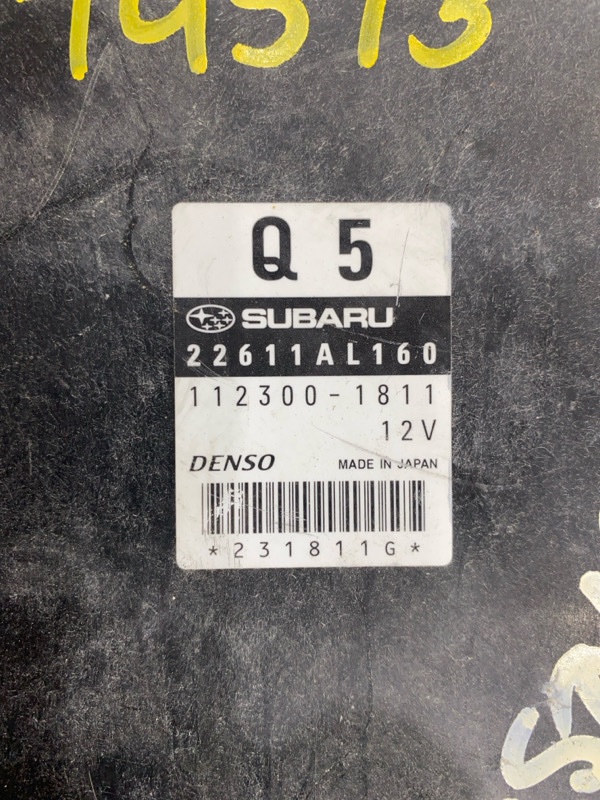 Q 5
SUBARU
22611AL160
112300-1811
12V
DENSO MADE IN JAPAN
*231811G*